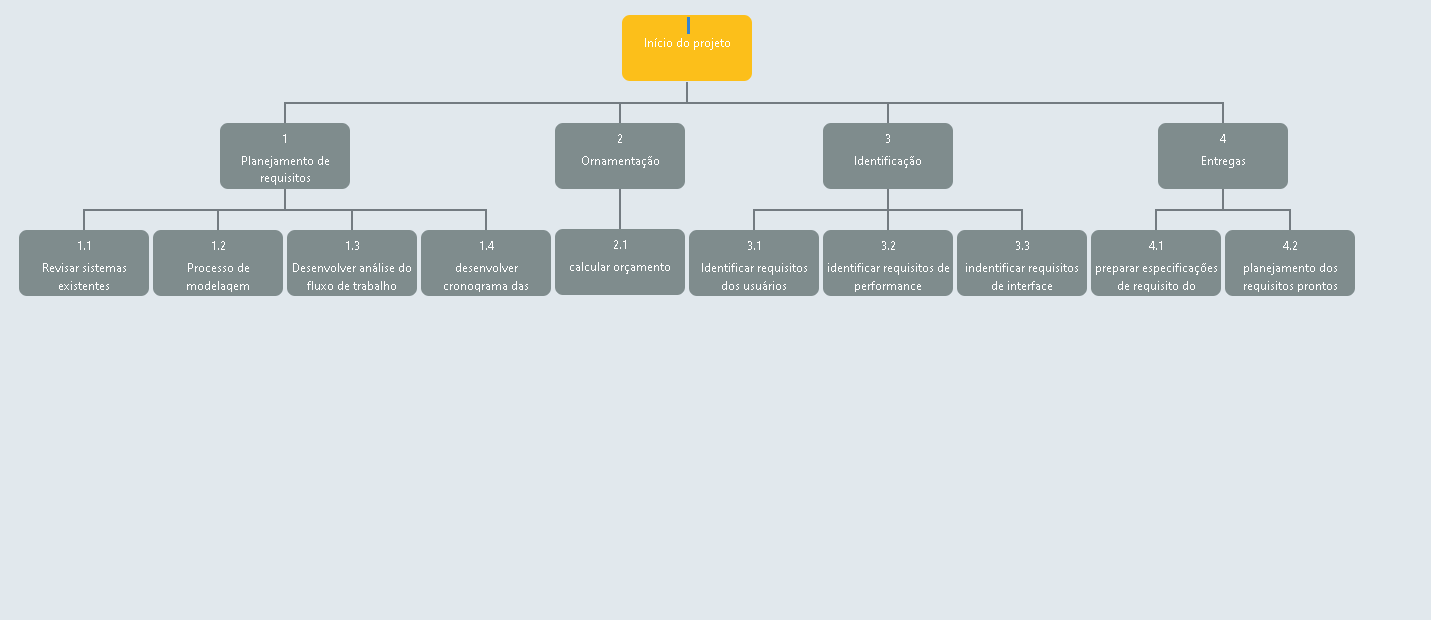 Início do projeto
1
Planejamento de
requisitos
2
Ornamentação
3
Identificação
4
Entregas
1.1
Revisar sistemas
existentes
1.2
Processo de
modelagem
1.3
Desenvolver análise do
fluxo de trabalho
1.4
desenvolver
cronograma das
2.1
calcular orçamento
3.1
Identificar requisitos
dos usuários
3.2
identificar requisitos de
performance
3.3
indentificar requisitos
de interface
4.1
preparar especificações
de requisito do
4.2
planejamento dos
requisitos prontos